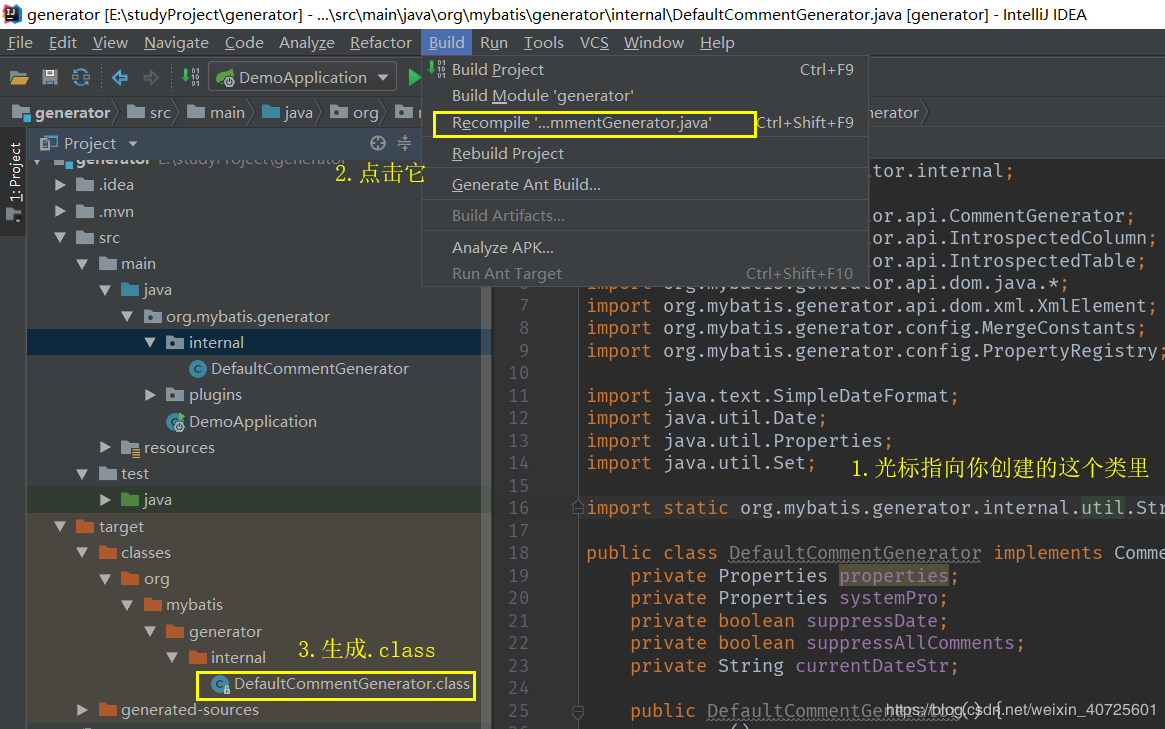 generator [E:\studyProject\generator] - ...\src\main\java\org\mybatis\generator\internal\DefaultCommentGenerator.java [generator] - IntelliJ IDEA
File Edit View Navigate Code Analyze Refactor Build Run Tools VCS Window Help
DemoApplication
generator src main java org
Build Project Ctrl+F9
Build Module 'generator'
Recompile '...mmentGenerator.java' Ctrl+Shift+F9
Rebuild Project
Generate Ant Build...
Build Artifacts...
Analyze APK...
Run Ant Target Ctrl+Shift+F10
1: Project
Project
generator E:\studyProject\generator
2.点击它
.idea
.mvn
src
main
java
org.mybatis.generator
internal
DefaultCommentGenerator
plugins
DemoApplication
resources
test
java
target
classes
org
mybatis
generator
internal
3.生成.class
DefaultCommentGenerator.class
generated-sources
tor.internal;
or.api.CommentGenerator;
or.api.IntrospectedColumn;
or.api.IntrospectedTable;
import org.mybatis.generator.api.dom.java.*;
7 import org.mybatis.generator.api.dom.xml.XmlElement;
8 import org.mybatis.generator.config.MergeConstants;
9 import org.mybatis.generator.config.PropertyRegistry;
10
11 import java.text.SimpleDateFormat;
12 import java.util.Date;
13 import java.util.Properties;
14 import java.util.Set;
1.光标指向你创建的这个类里
15
16 import static org.mybatis.generator.internal.util.Str
17
18 public class DefaultCommentGenerator implements Comme
19 private Properties properties;
20 private Properties systemPro;
21 private boolean suppressDate;
22 private boolean suppressAllComments;
23 private String currentDateStr;
24
25 public DefaultCommentGenerator() {
https://blog.csdn.net/weixin_40725601